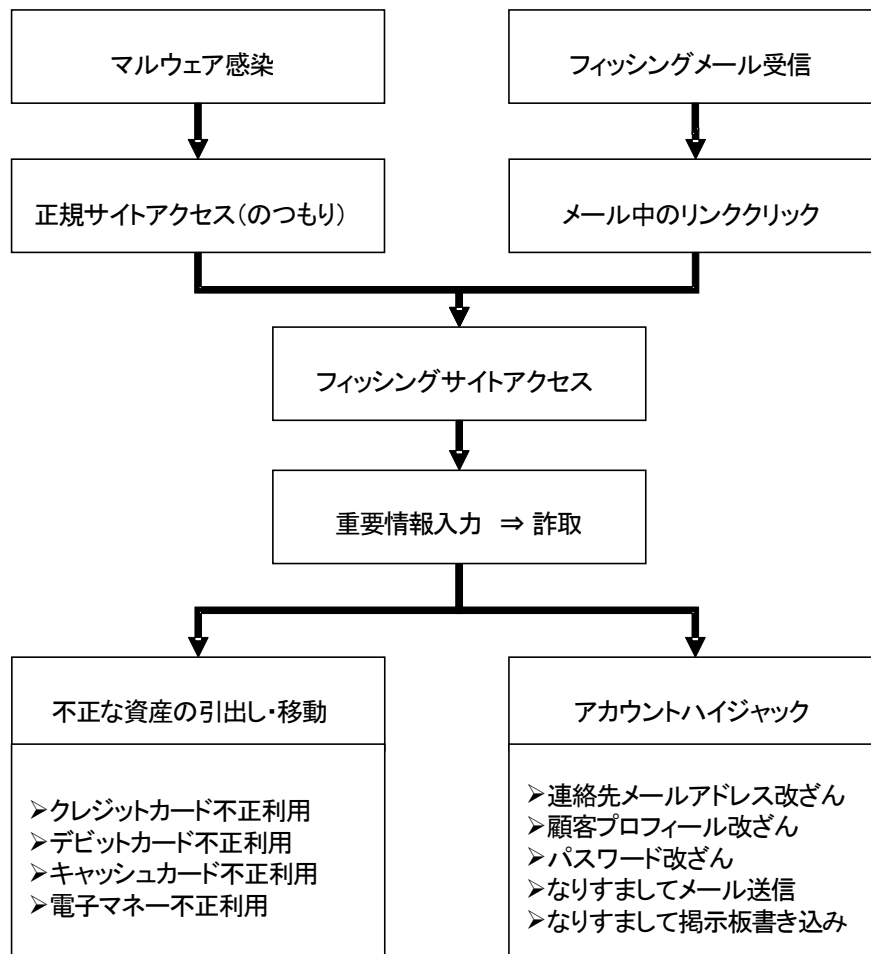 マルウェア感染
フィッシングメール受信
正規サイトアクセス(のつもり)
メール中のリンククリック
フィッシングサイトアクセス
重要情報入力 ⇒ 詐取
不正な資産の引出し・移動
➢クレジットカード不正利用
➢デビットカード不正利用
➢キャッシュカード不正利用
➢電子マネー不正利用
アカウントハイジャック
➢連絡先メールアドレス改ざん
➢顧客プロフィール改ざん
➢パスワード改ざん
➢なりすましてメール送信
➢なりすまして掲示板書き込み